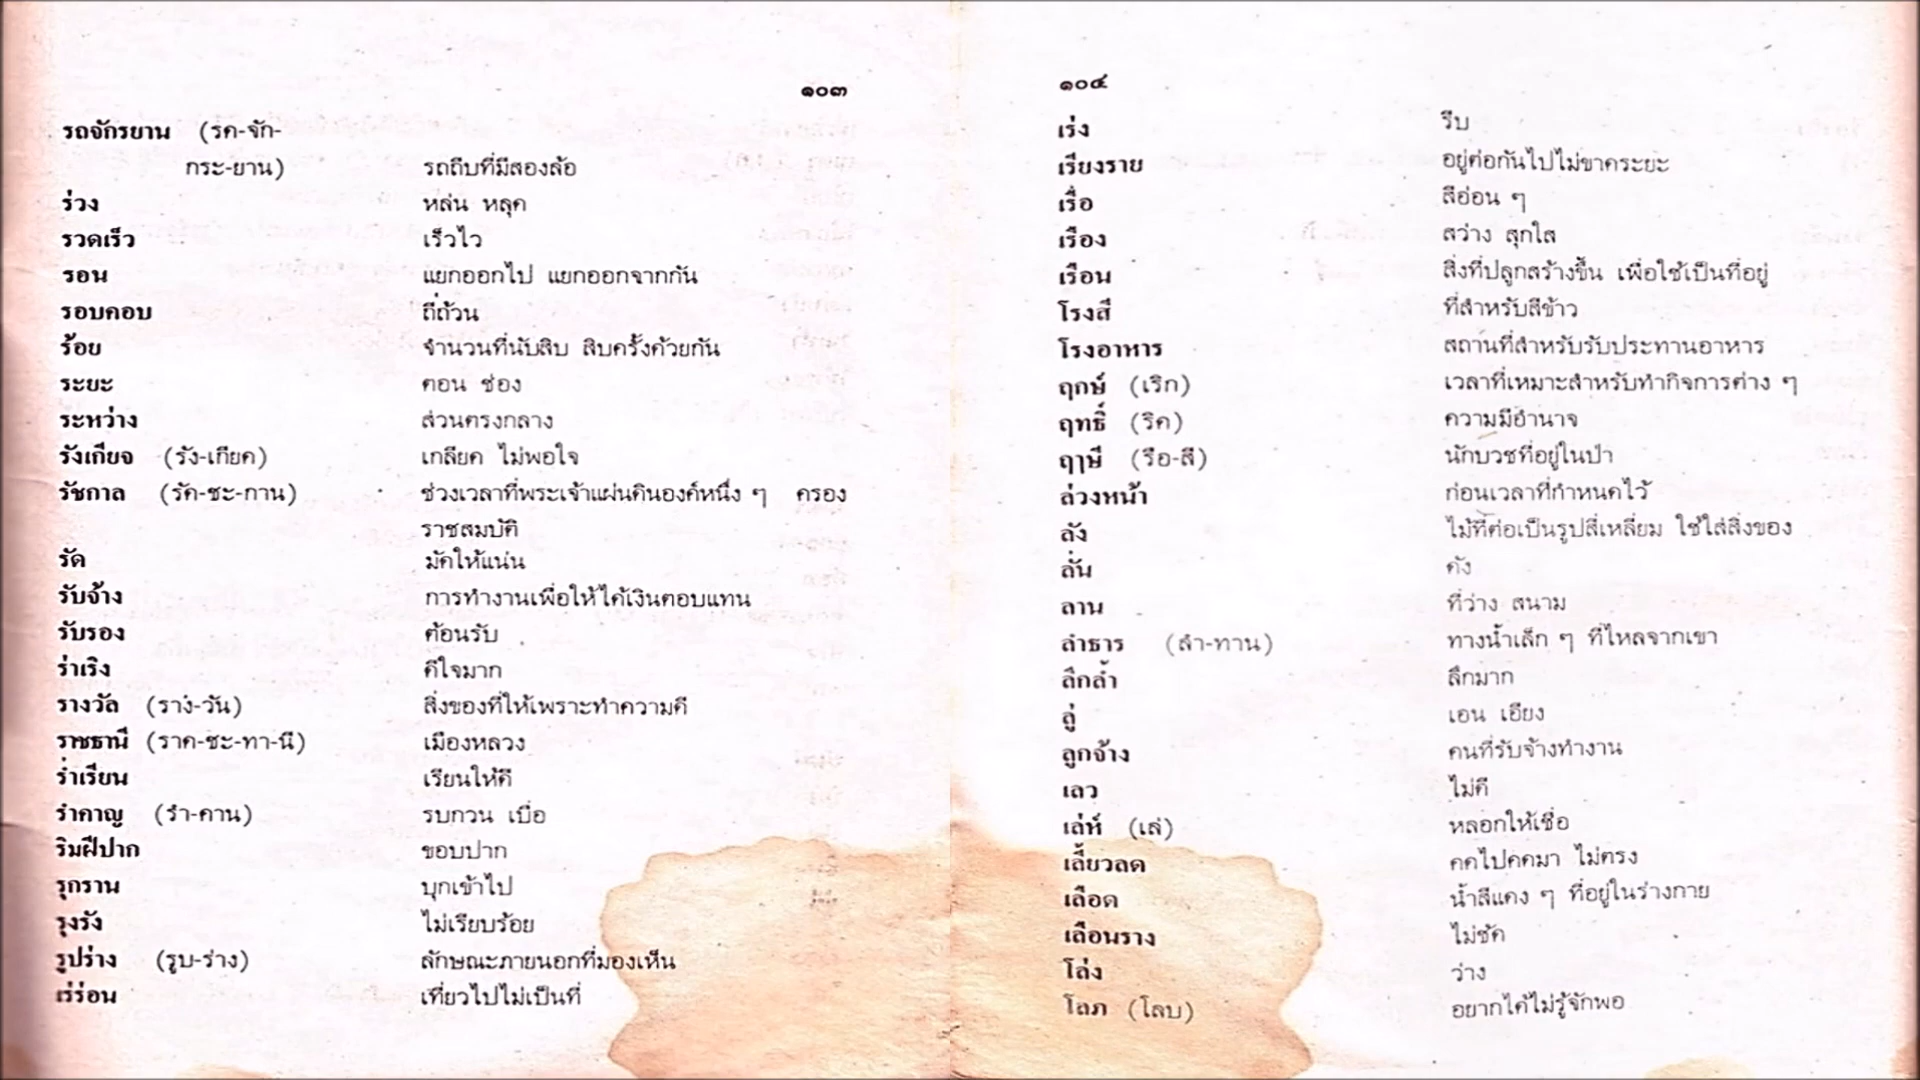 ๑๐๓
รถจักรยาน (รถ-จัก-
กระ-ยาน) รถถีบที่มีสองล้อ
ร่วง หล่น หลุด
รวดเร็ว เร็วไว
รอน แยกออกไป แยกออกจากกัน
รอบคอบ ถี่ถ้วน
ร้อย จำนวนที่นับสิบ สิบครั้งด้วยกัน
ระยะ ตอน ช่อง
ระหว่าง ส่วนตรงกลาง
รังเกียจ (รัง-เกียด) เกลียด ไม่พอใจ
รัชกาล (รัด-ชะ-กาน) ช่วงเวลาที่พระเจ้าแผ่นดินองค์หนึ่ง ๆ ครอง
ราชสมบัติ
รัด มัดให้แน่น
รับจ้าง การทำงานเพื่อให้ได้เงินตอบแทน
รับรอง ต้อนรับ
ร่าเริง ดีใจมาก
รางวัล (ราง-วัน) สิ่งของที่ให้เพราะทำความดี
ราชธานี (ราด-ชะ-ทา-นี) เมืองหลวง
ร่ำเรียน เรียนให้ดี
รำคาญ (รำ-คาน) รบกวน เบื่อ
ริมฝีปาก ขอบปาก
รุกราน บุกเข้าไป
รุงรัง ไม่เรียบร้อย
รูปร่าง (รูบ-ร่าง) ลักษณะภายนอกที่มองเห็น
เร่ร่อน เที่ยวไปไม่เป็นที่
๑๐๔
เร่ง รีบ
เรียงราย อยู่ต่อกันไปไม่ขาดระยะ
เรื่อ สีอ่อน ๆ
เรือง สว่าง สุกใส
เรือน สิ่งที่ปลูกสร้างขึ้น เพื่อใช้เป็นที่อยู่
โรงสี ที่สำหรับสีข้าว
โรงอาหาร สถานที่สำหรับรับประทานอาหาร
ฤกษ์ (เริก) เวลาที่เหมาะสำหรับทำกิจการต่าง ๆ
ฤทธิ์ (ริด) ความมีอำนาจ
ฤๅษี (รือ-สี) นักบวชที่อยู่ในป่า
ล่วงหน้า ก่อนเวลาที่กำหนดไว้
ลัง ไม้ที่ต่อเป็นรูปสี่เหลี่ยม ใช้ใส่สิ่งของ
ลั่น ดัง
ลาน ที่ว่าง สนาม
ลำธาร (ลำ-ทาน) ทางน้ำเล็ก ๆ ที่ไหลจากเขา
ลึกล้ำ ลึกมาก
ลู่ เอน เอียง
ลูกจ้าง คนที่รับจ้างทำงาน
เลว ไม่ดี
เล่ห์ (เล่) หลอกให้เชื่อ
เลี้ยวลด คดไปคดมา ไม่ตรง
เลือด น้ำสีแดง ๆ ที่อยู่ในร่างกาย
เลือนราง ไม่ชัด
โล่ง ว่าง
โลภ (โลบ) อยากได้ไม่รู้จักพอ